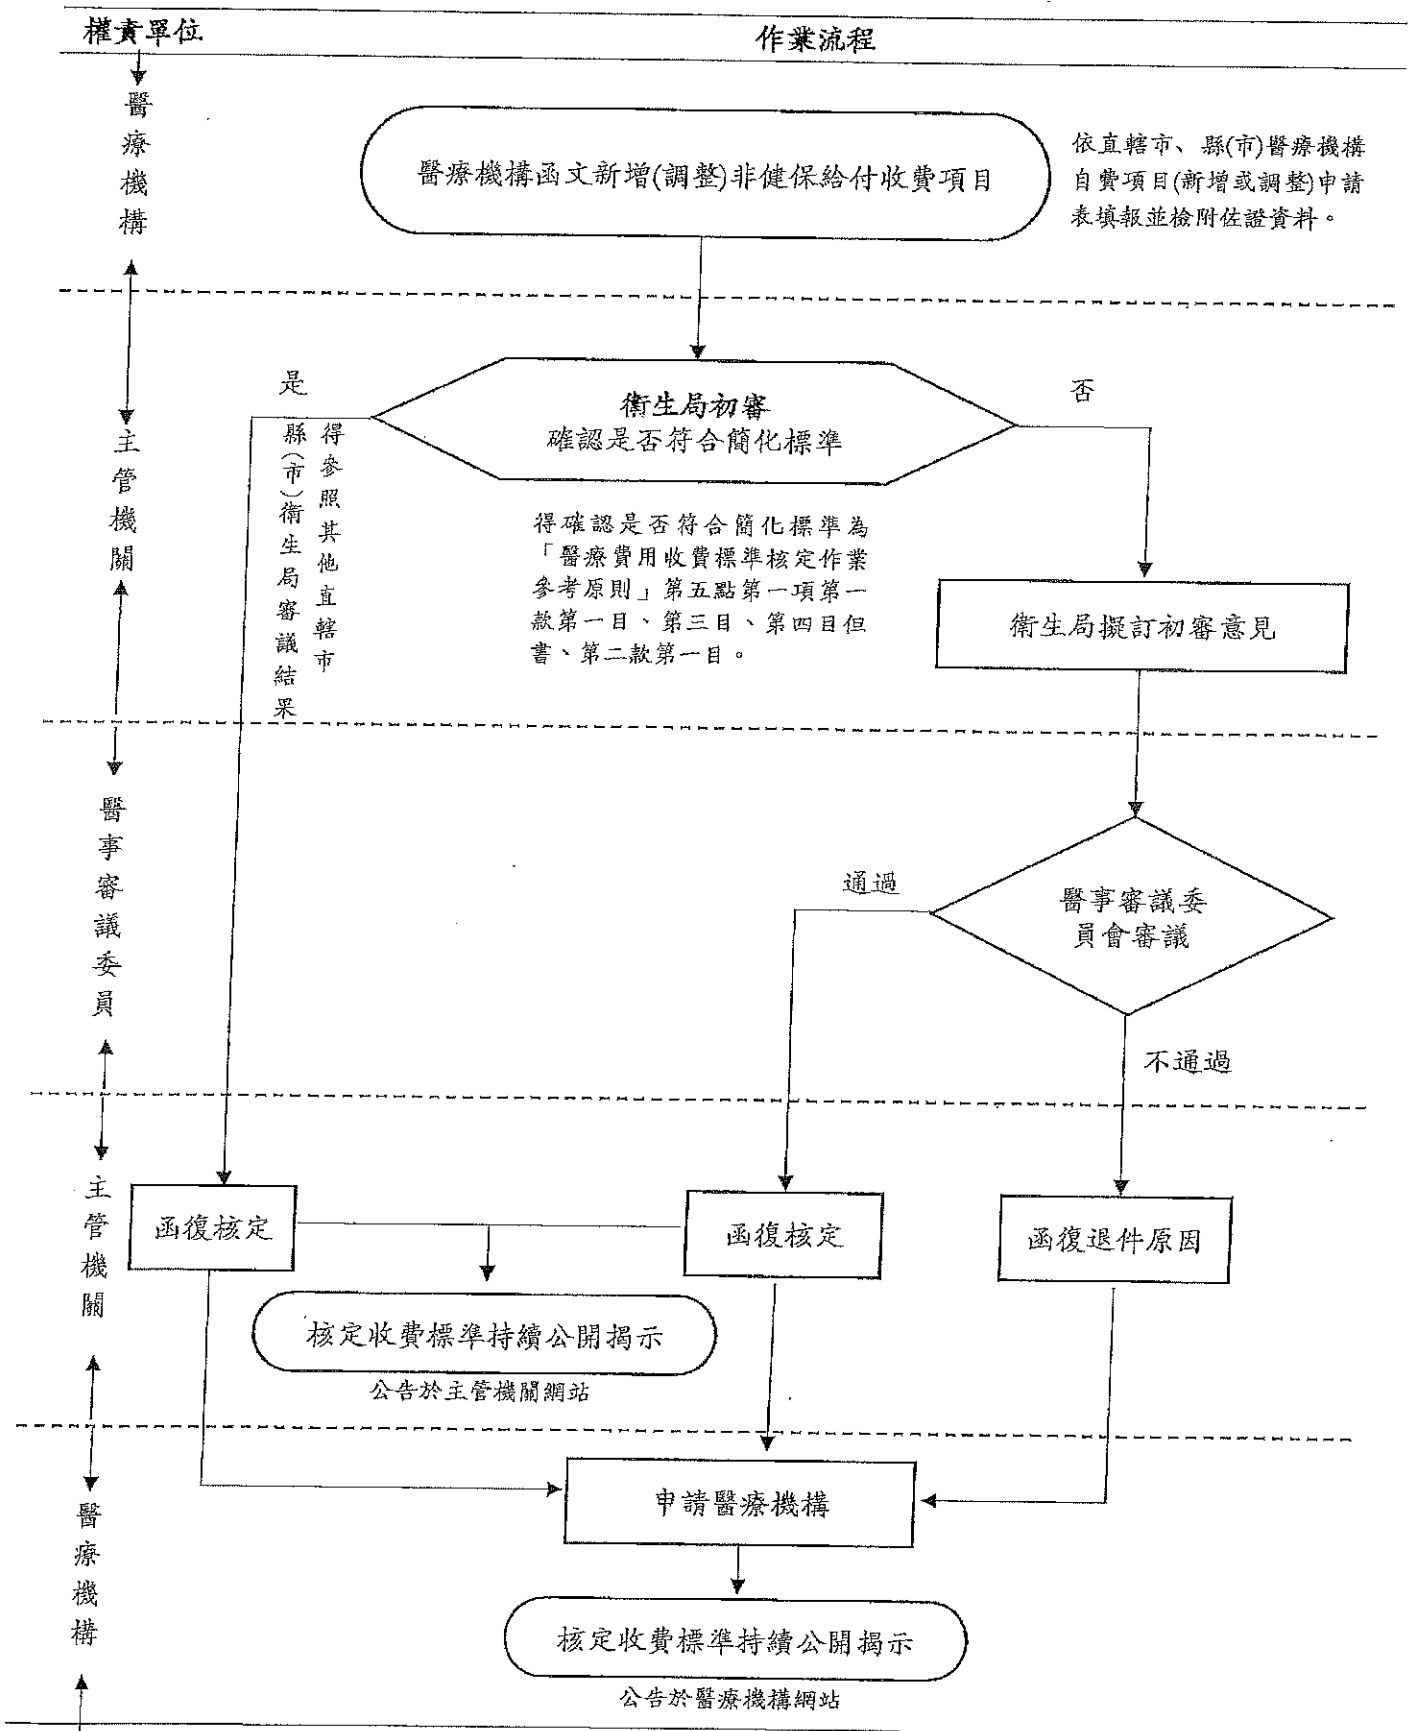 權責單位
作業流程
醫療機構
醫療機構函文新增(調整)非健保給付收費項目
依直轄市、縣(市)醫療機構
自費項目(新增或調整)申請
表填報並檢附佐證資料。
主管機關
是
衛生局初審
確認是否符合簡化標準
否
得參照其他直轄市
縣(市)衛生局審議結果
得確認是否符合簡化標準為
「醫療費用收費標準核定作業
參考原則」第五點第一項第一
款第一目、第三目、第四目但
書、第二款第一目。
衛生局擬訂初審意見
醫事審議委員
通過
醫事審議委
員會審議
不通過
主管機關
函復核定
函復核定
函復退件原因
核定收費標準持續公開揭示
公告於主管機關網站
醫療機構
申請醫療機構
核定收費標準持續公開揭示
公告於醫療機構網站